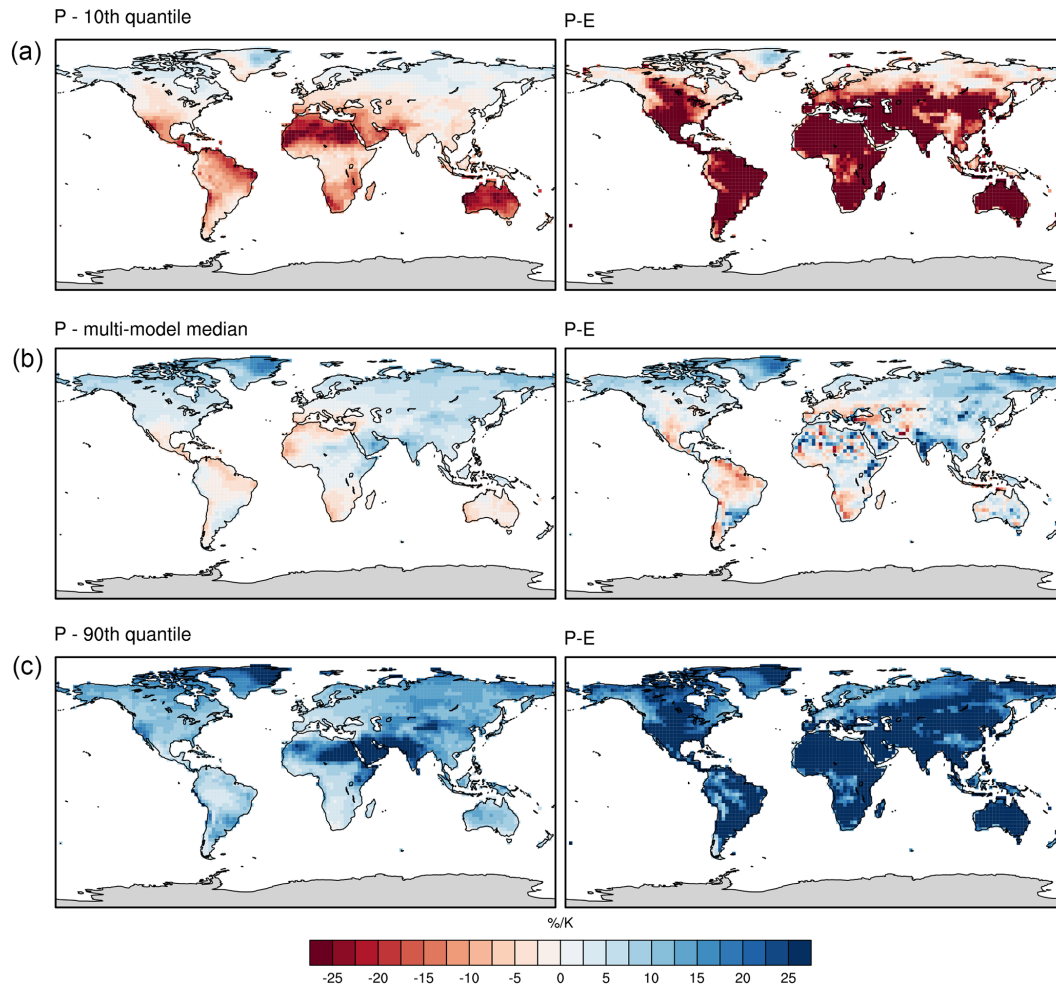 P - 10th quantile
P-E
(a)
P - multi-model median
P-E
(b)
P - 90th quantile
P-E
(c)
%/K
-25 -20 -15 -10 -5 0 5 10 15 20 25